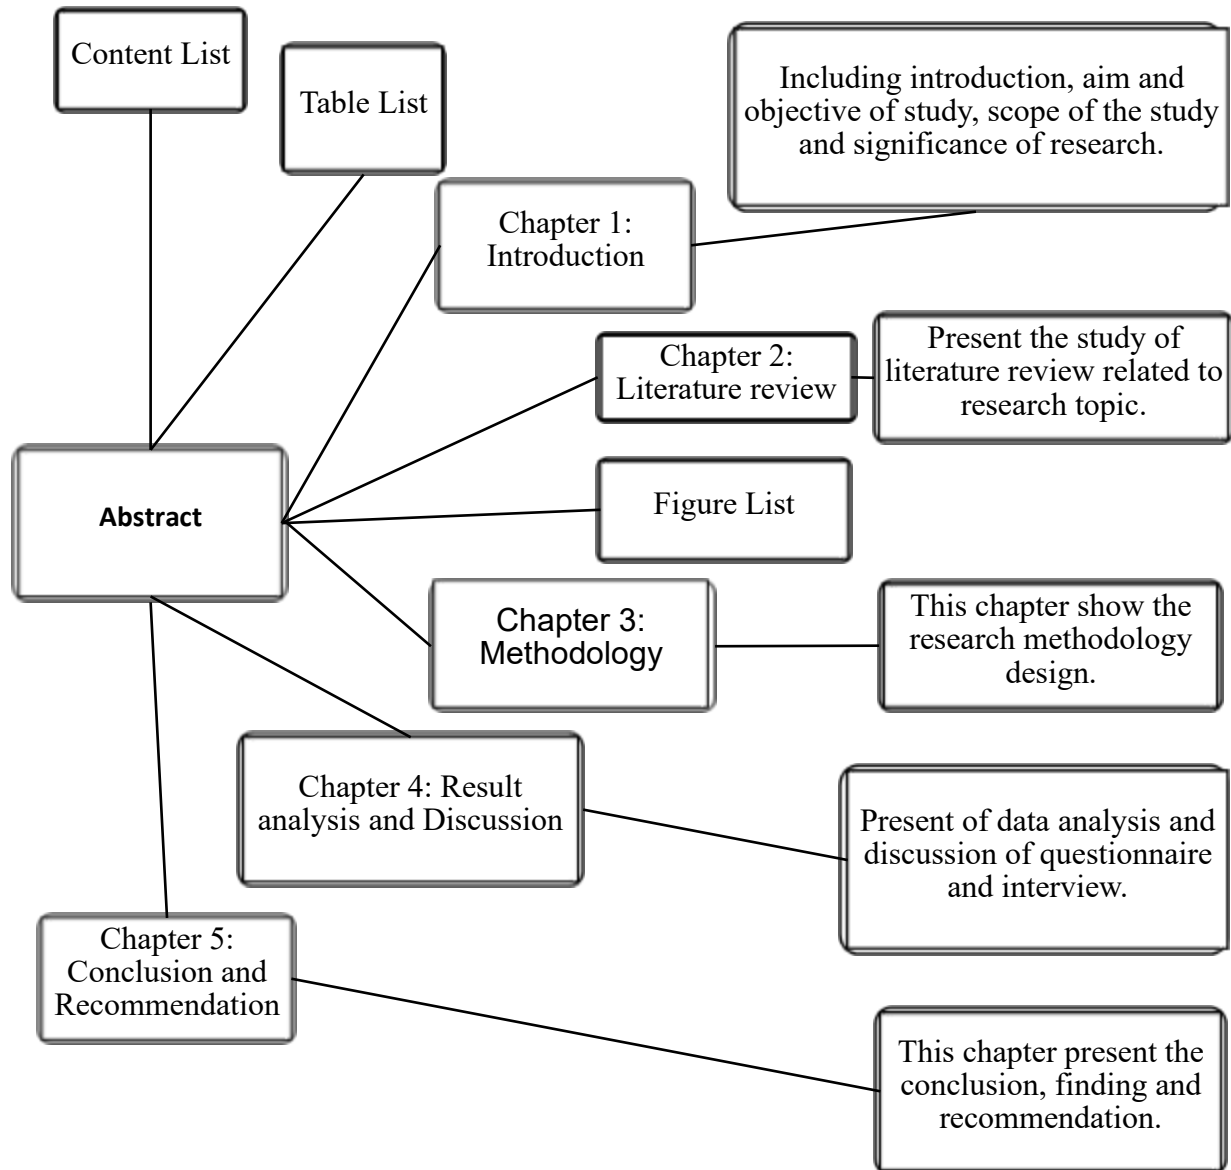 Content List
Table List
Including introduction, aim and
objective of study, scope of the study
and significance of research.
Chapter 1:
Introduction
Chapter 2:
Literature review
Present the study of
literature review related to
research topic.
Abstract
Figure List
Chapter 3:
Methodology
This chapter show the
research methodology
design.
Chapter 4: Result
analysis and Discussion
Present of data analysis and
discussion of questionnaire
and interview.
Chapter 5:
Conclusion and
Recommendation
This chapter present the
conclusion, finding and
recommendation.